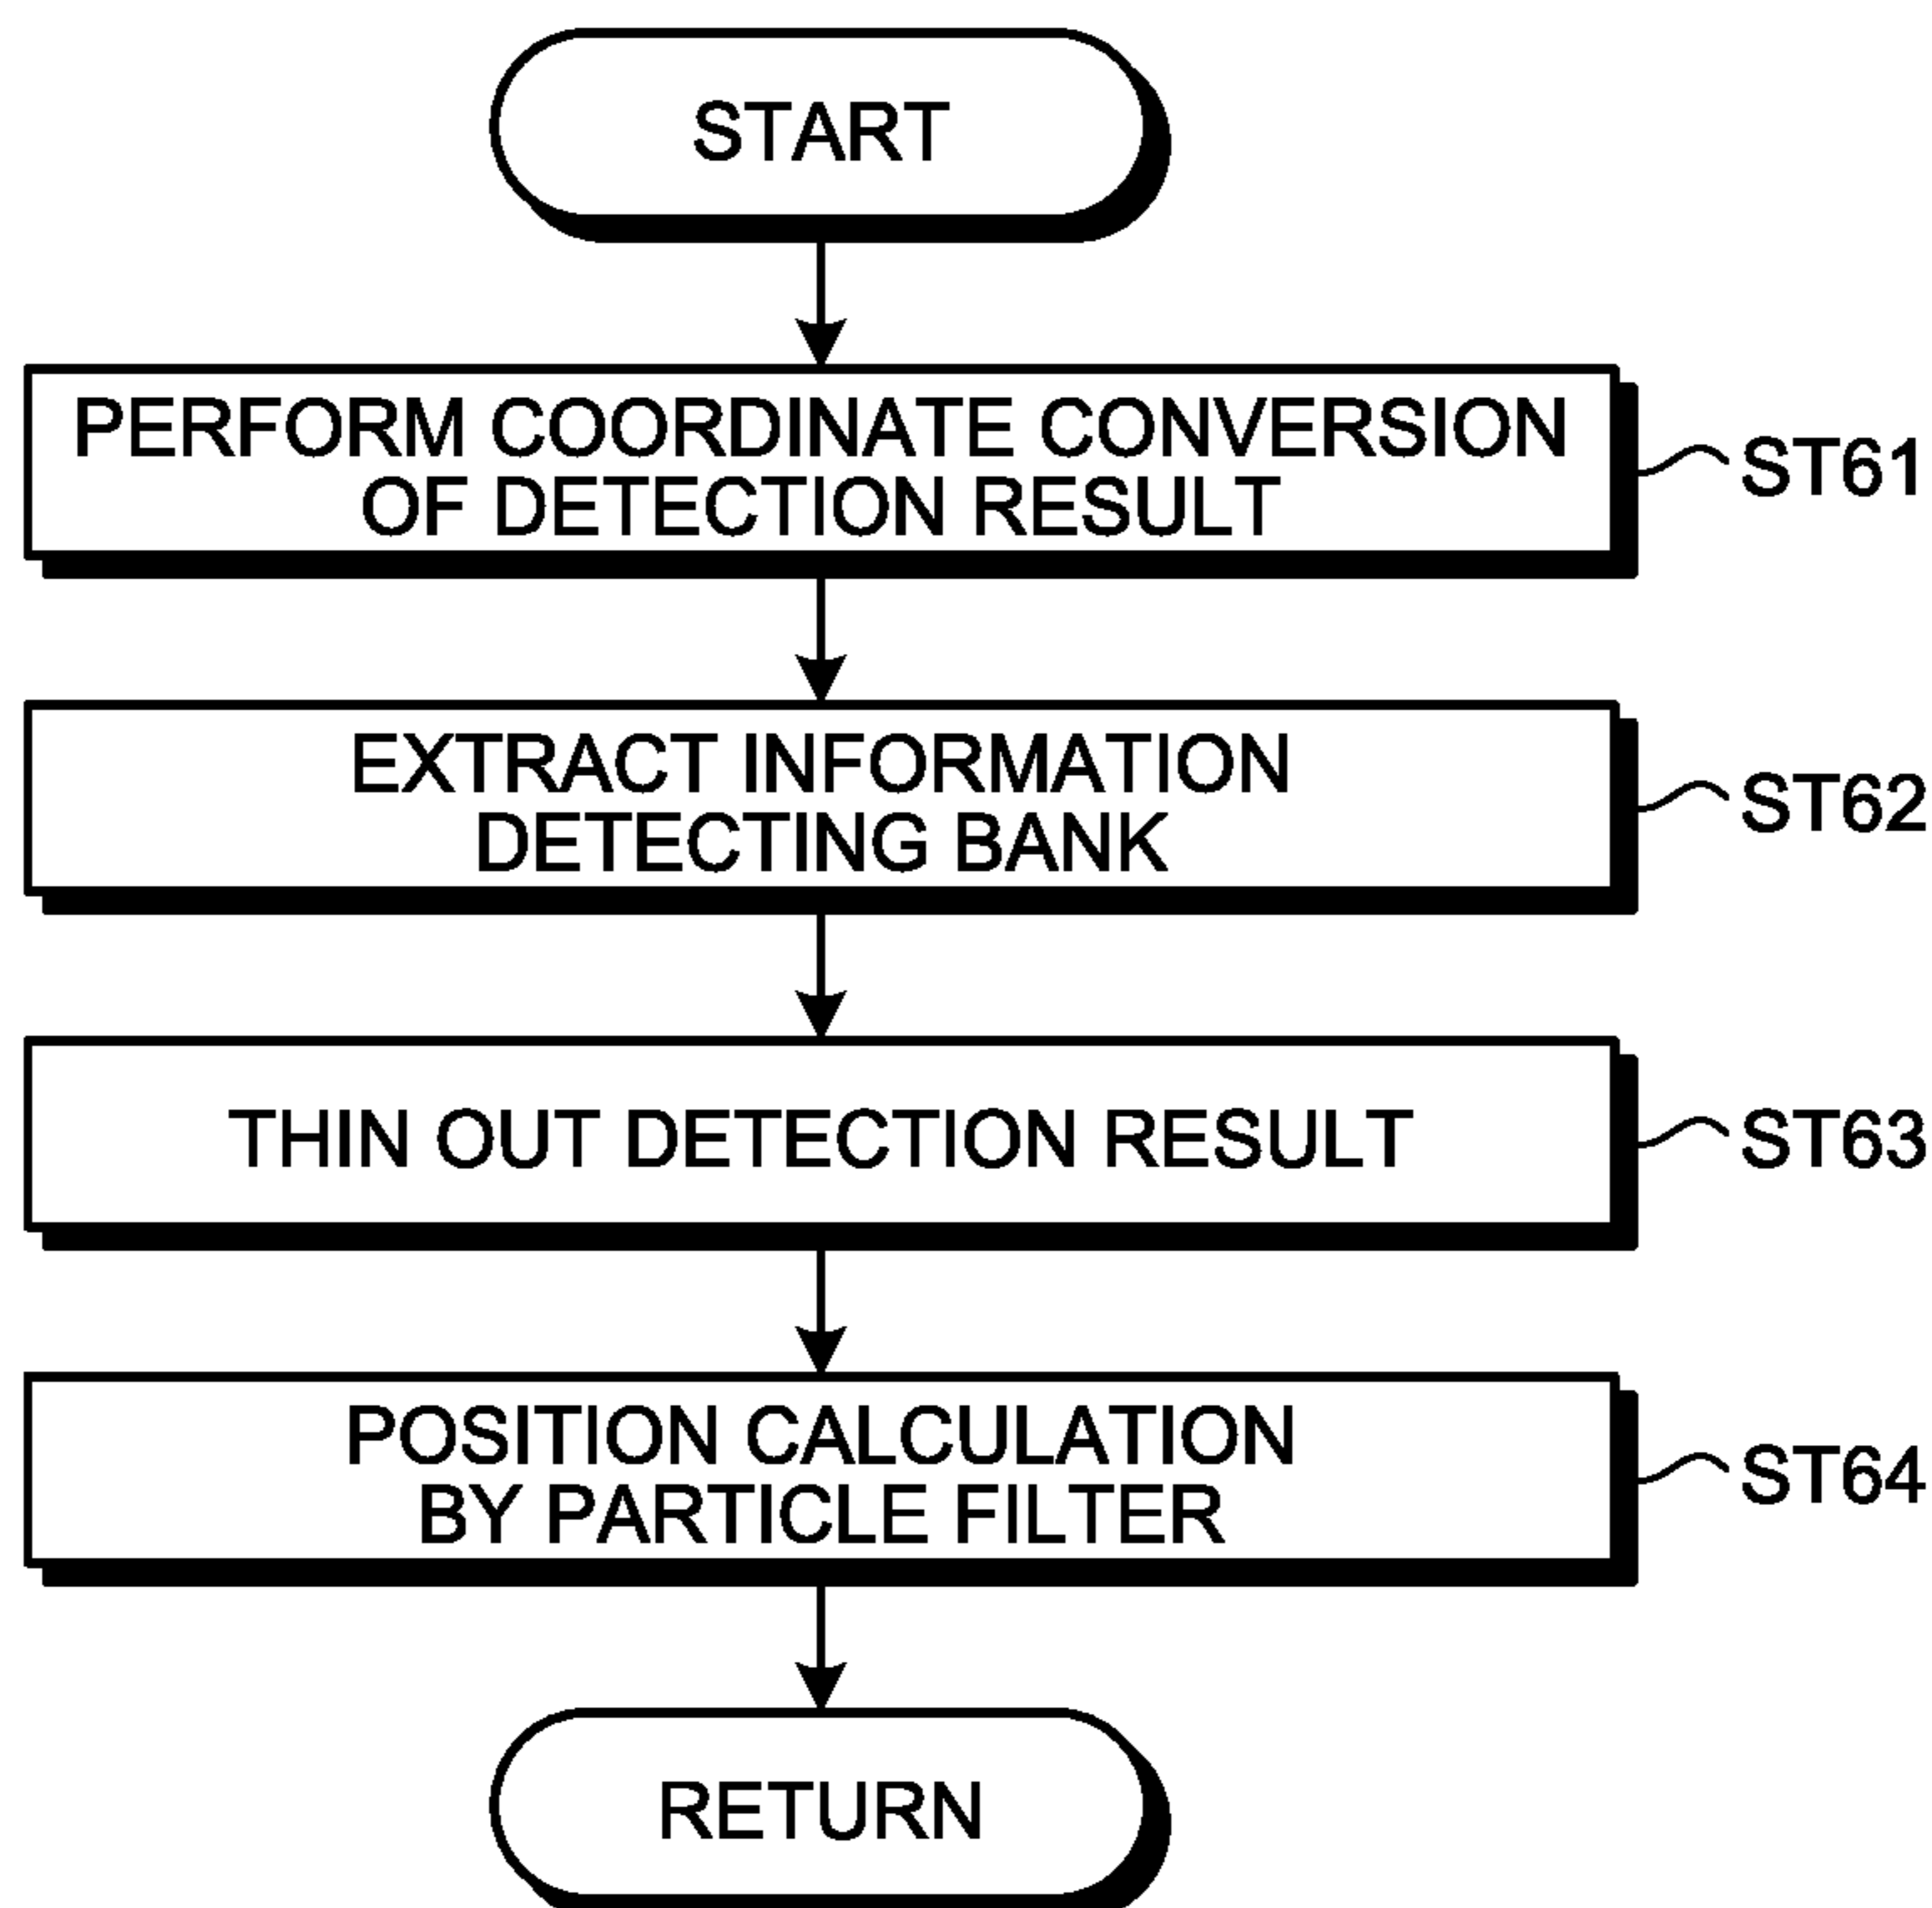 START
PERFORM COORDINATE CONVERSION
OF DETECTION RESULT
ST61
EXTRACT INFORMATION
DETECTING BANK
ST62
THIN OUT DETECTION RESULT
ST63
POSITION CALCULATION
BY PARTICLE FILTER
ST64
RETURN